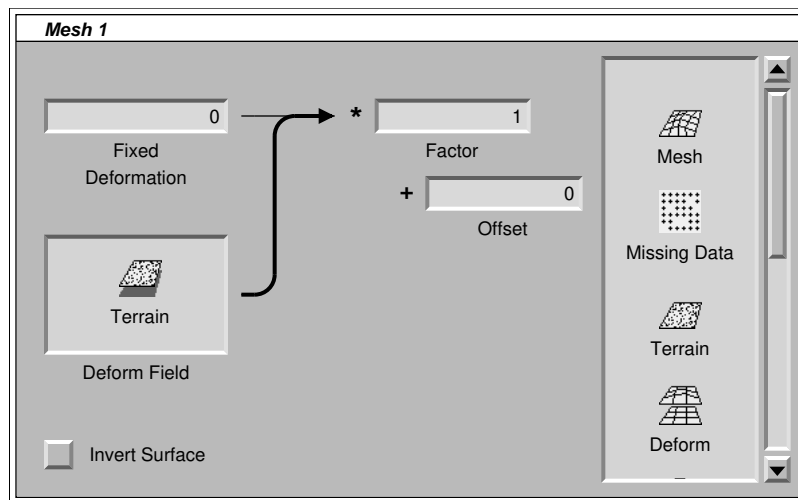 Mesh 1
0
* 1
Fixed
Deformation
Factor
+ 0
Offset
Terrain
Deform Field
Invert Surface
Mesh
Missing Data
Terrain
Deform